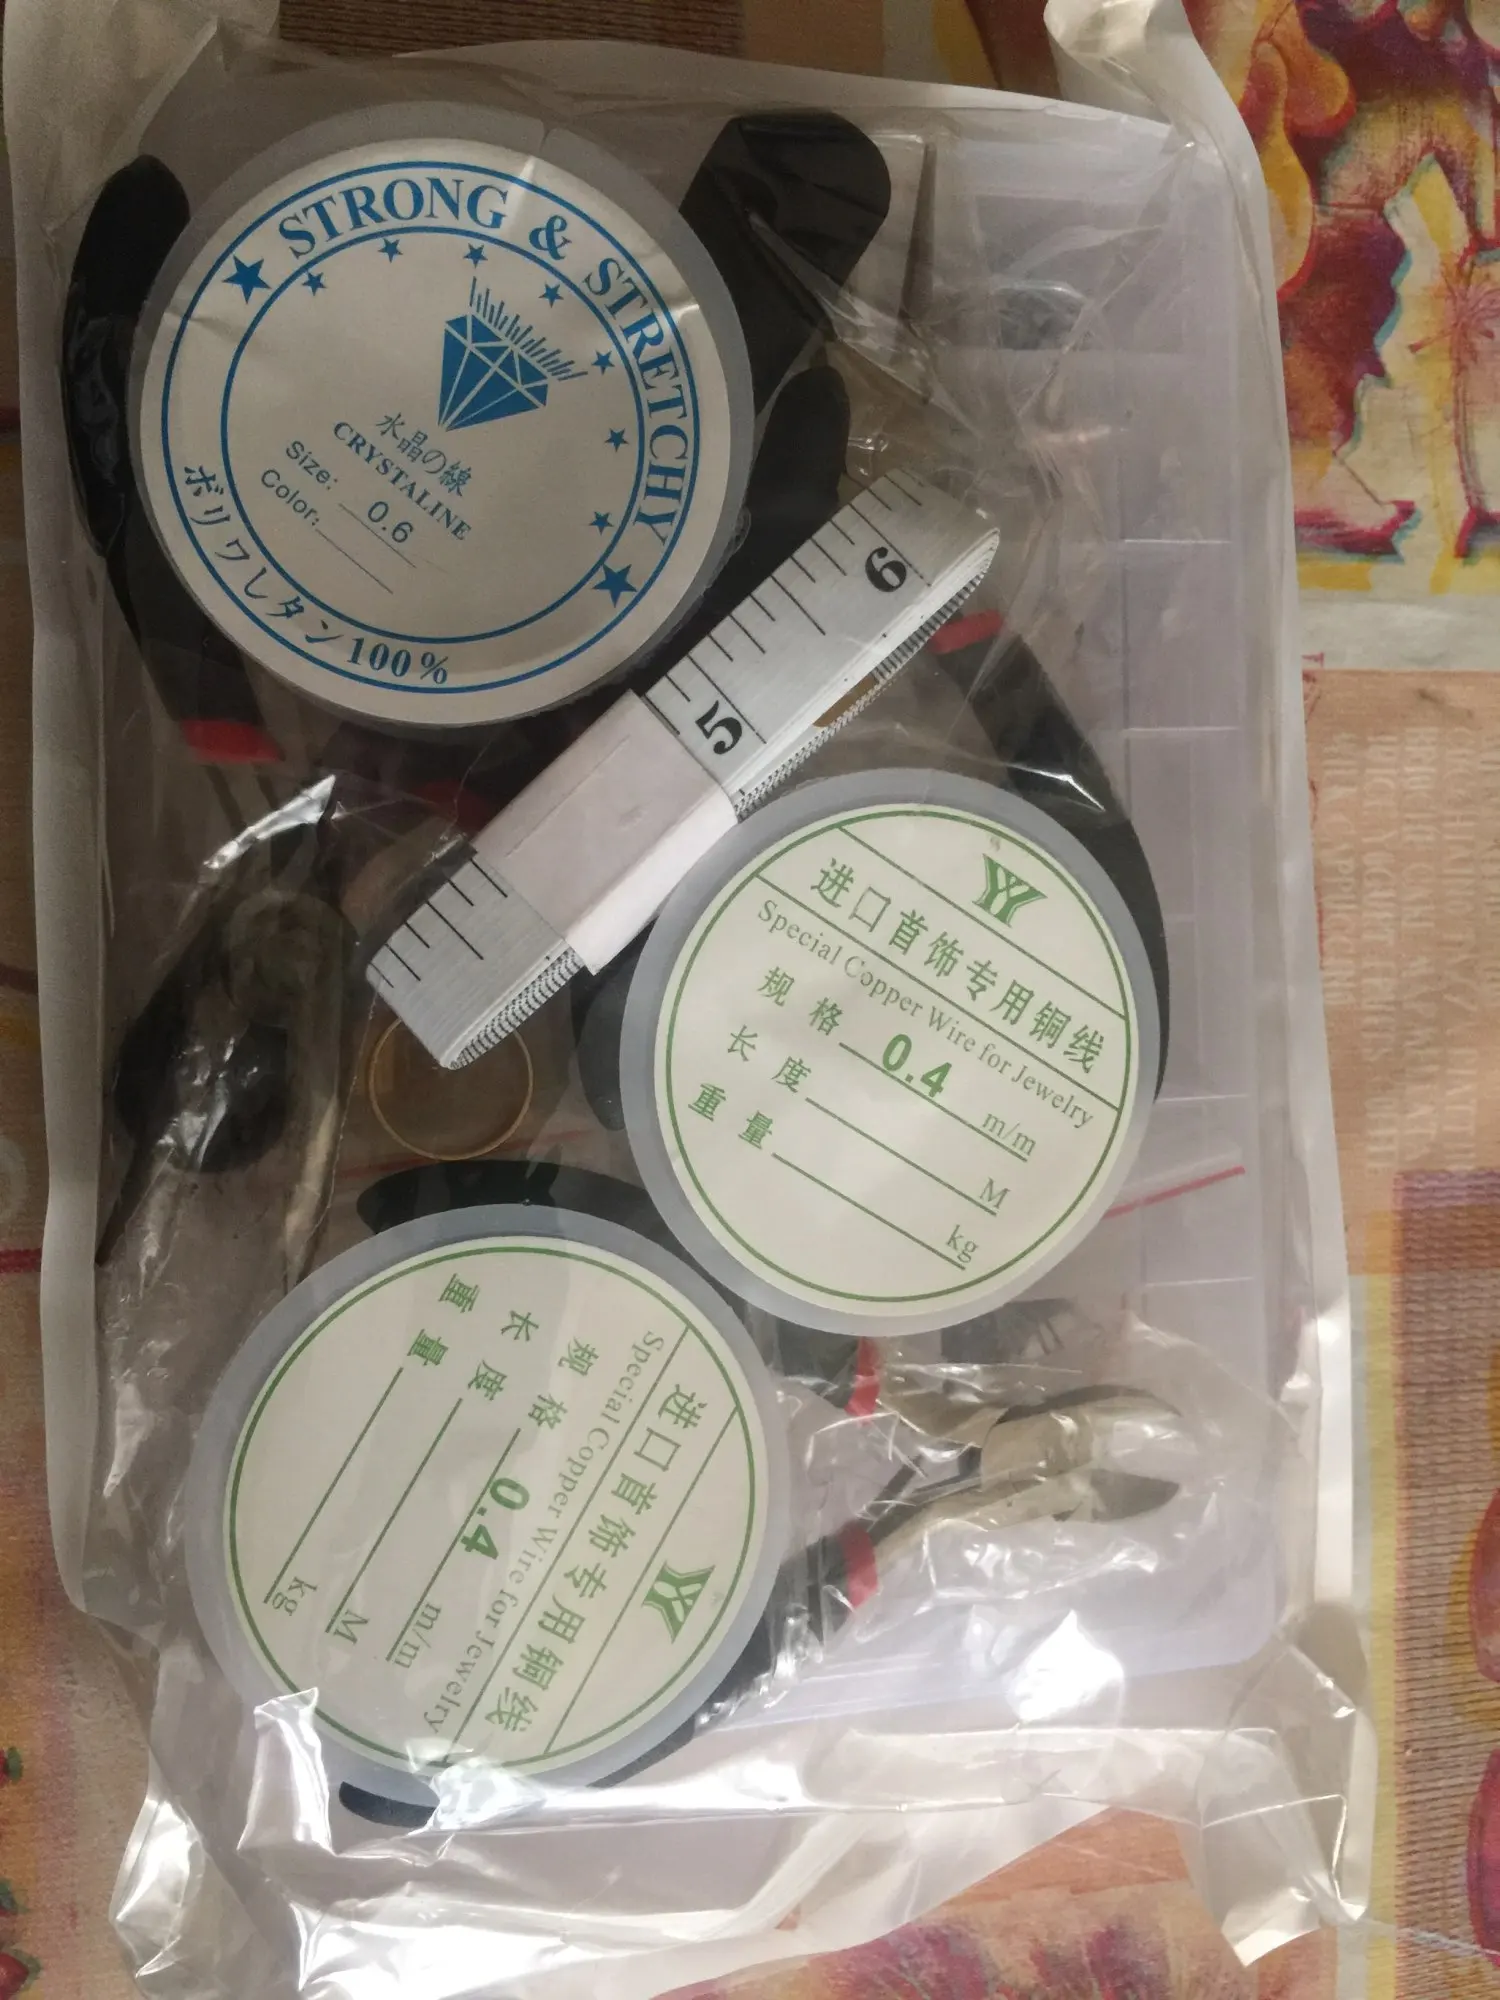 ★ STRONG & STRETCHY ★
水晶の線
CRYSTALINE
Size: 0.6
Color:
ボリワしタン100%
6
5
进口首饰专用铜线
Special Copper Wire for Jewelry
规格 0.4 m/m
长度 M
重量 kg
进口首饰专用铜线
Special Copper Wire for Jewelry
规格 0.4 m/m
长度 M
重量 kg